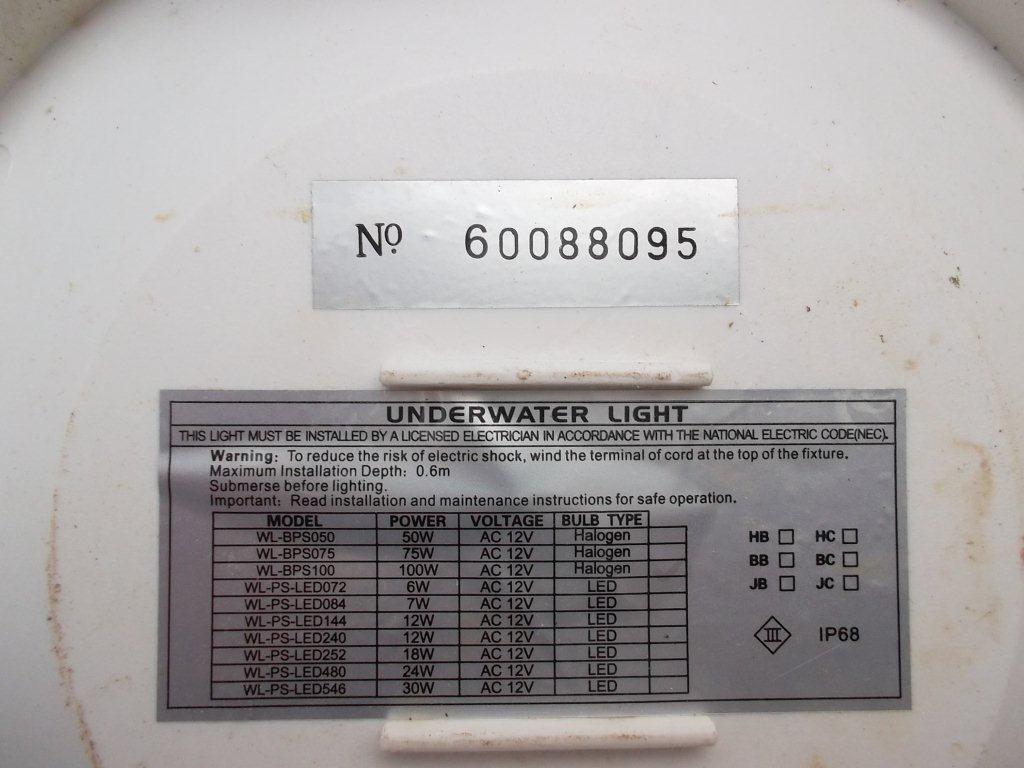 Nº 60088095
UNDERWATER LIGHT
THIS LIGHT MUST BE INSTALLED BY A LICENSED ELECTRICIAN IN ACCORDANCE WITH THE NATIONAL ELECTRIC CODE(NEC).
Warning: To reduce the risk of electric shock, wind the terminal of cord at the top of the fixture.
Maximum Installation Depth: 0.6m
Submerse before lighting.
Important: Read installation and maintenance instructions for safe operation.
MODEL POWER VOLTAGE BULB TYPE
WL-BPS050 50W AC 12V Halogen
WL-BPS075 75W AC 12V Halogen
WL-BPS100 100W AC 12V Halogen
WL-PS-LED072 6W AC 12V LED
WL-PS-LED084 7W AC 12V LED
WL-PS-LED144 12W AC 12V LED
WL-PS-LED240 12W AC 12V LED
WL-PS-LED252 18W AC 12V LED
WL-PS-LED480 24W AC 12V LED
WL-PS-LED546 30W AC 12V LED
HB □ HC □
BB □ BC □
JB □ JC □
III IP68